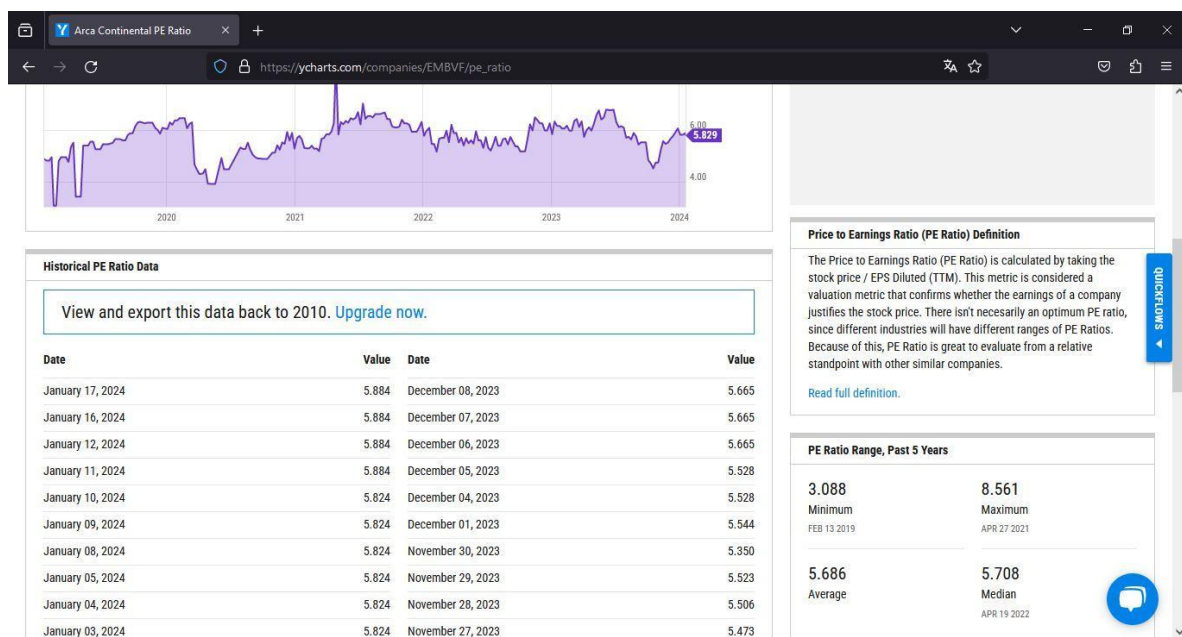 Arca Continental PE Ratio
https://ycharts.com/companies/EMBVF/pe_ratio
6.00
5.829
4.00
2020 2021 2022 2023 2024
Historical PE Ratio Data
View and export this data back to 2010. Upgrade now.
Date Value Date Value
January 17, 2024 5.884 December 08, 2023 5.665
January 16, 2024 5.884 December 07, 2023 5.665
January 12, 2024 5.884 December 06, 2023 5.665
January 11, 2024 5.884 December 05, 2023 5.528
January 10, 2024 5.824 December 04, 2023 5.528
January 09, 2024 5.824 December 01, 2023 5.544
January 08, 2024 5.824 November 30, 2023 5.350
January 05, 2024 5.824 November 29, 2023 5.523
January 04, 2024 5.824 November 28, 2023 5.506
January 03, 2024 5.824 November 27, 2023 5.473
Price to Earnings Ratio (PE Ratio) Definition
The Price to Earnings Ratio (PE Ratio) is calculated by taking the
stock price / EPS Diluted (TTM). This metric is considered a
valuation metric that confirms whether the earnings of a company
justifies the stock price. There isn't necesarily an optimum PE ratio,
since different industries will have different ranges of PE Ratios.
Because of this, PE Ratio is great to evaluate from a relative
standpoint with other similar companies.
Read full definition.
QUICKFLOWS
PE Ratio Range, Past 5 Years
3.088 8.561
Minimum Maximum
FEB 13 2019 APR 27 2021
5.686 5.708
Average Median
APR 19 2022